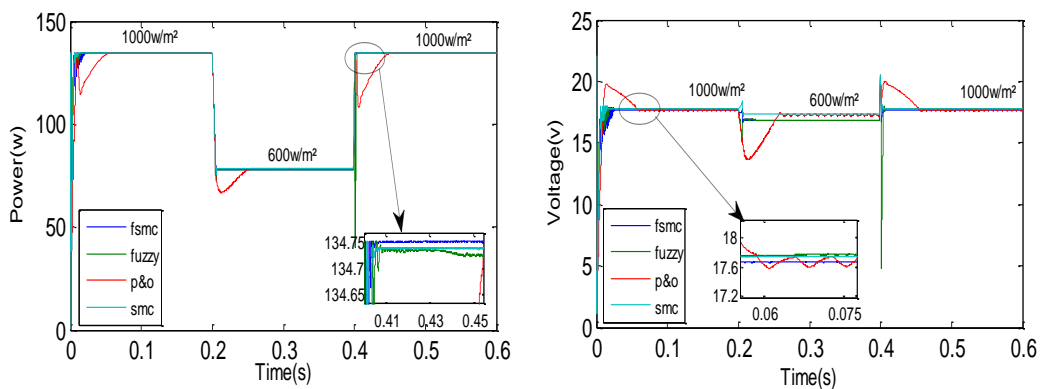 150
100
50
0
Power(w)
1000w/m²
1000w/m²
600w/m²
fsmc
fuzzy
p&o
smc
134.75
134.7
134.65
0.41 0.43 0.45
0 0.1 0.2 0.3 0.4 0.5 0.6
Time(s)
25
20
15
10
5
0
Voltage(v)
1000w/m²
600w/m²
1000w/m²
fsmc
fuzzy
p&o
smc
18
17.6
17.2
0.06 0.075
0 0.1 0.2 0.3 0.4 0.5 0.6
Time(s)